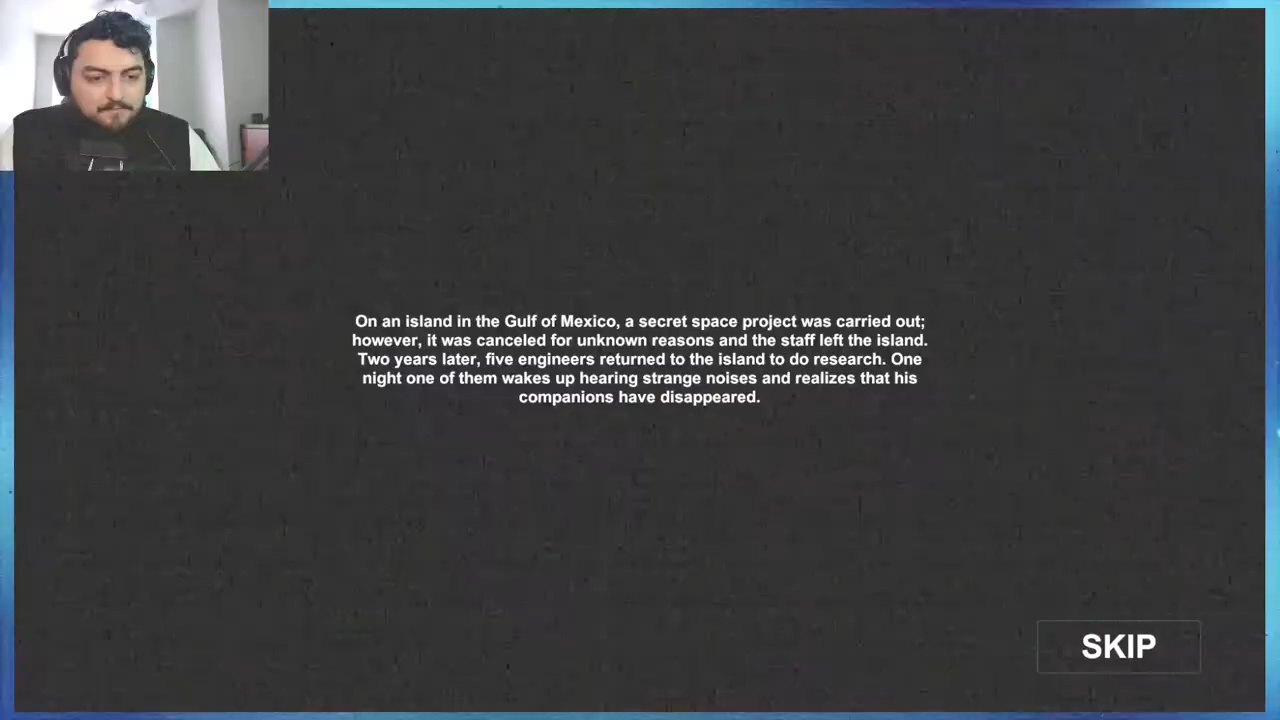 On an island in the Gulf of Mexico, a secret space project was carried out;
however, it was canceled for unknown reasons and the staff left the island.
Two years later, five engineers returned to the island to do research. One
night one of them wakes up hearing strange noises and realizes that his
companions have disappeared.
SKIP